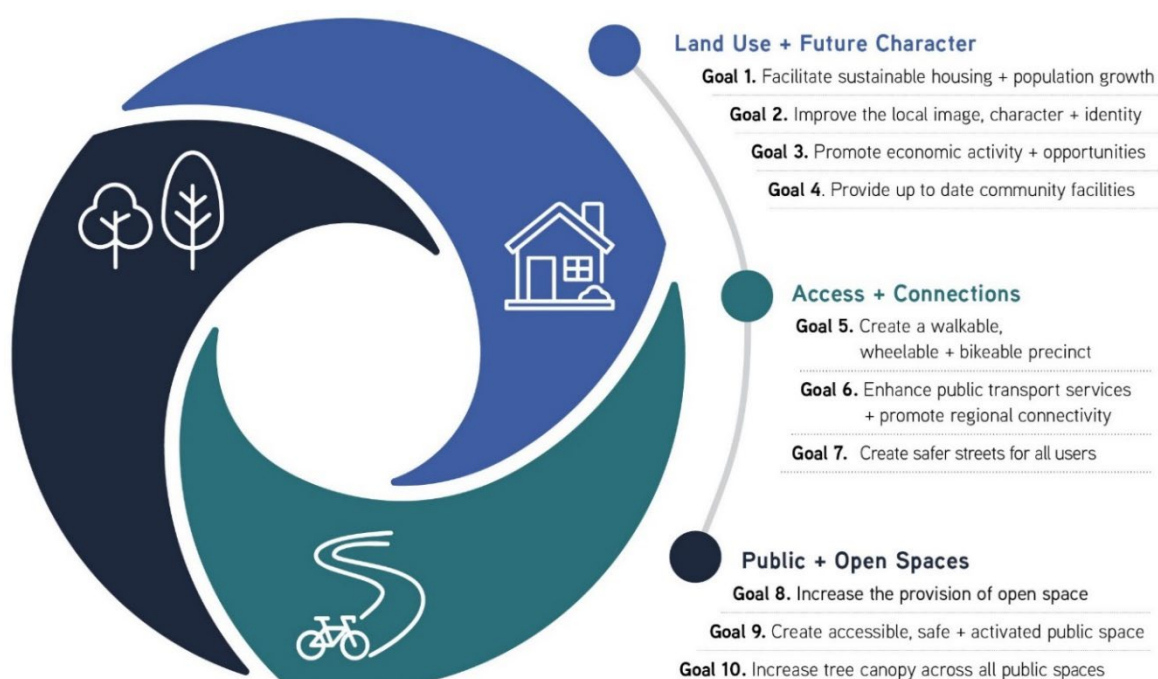 Land Use + Future Character
Goal 1. Facilitate sustainable housing + population growth
Goal 2. Improve the local image, character + identity
Goal 3. Promote economic activity + opportunities
Goal 4. Provide up to date community facilities
Access + Connections
Goal 5. Create a walkable,
wheelable + bikeable precinct
Goal 6. Enhance public transport services
+ promote regional connectivity
Goal 7. Create safer streets for all users
Public + Open Spaces
Goal 8. Increase the provision of open space
Goal 9. Create accessible, safe + activated public space
Goal 10. Increase tree canopy across all public spaces